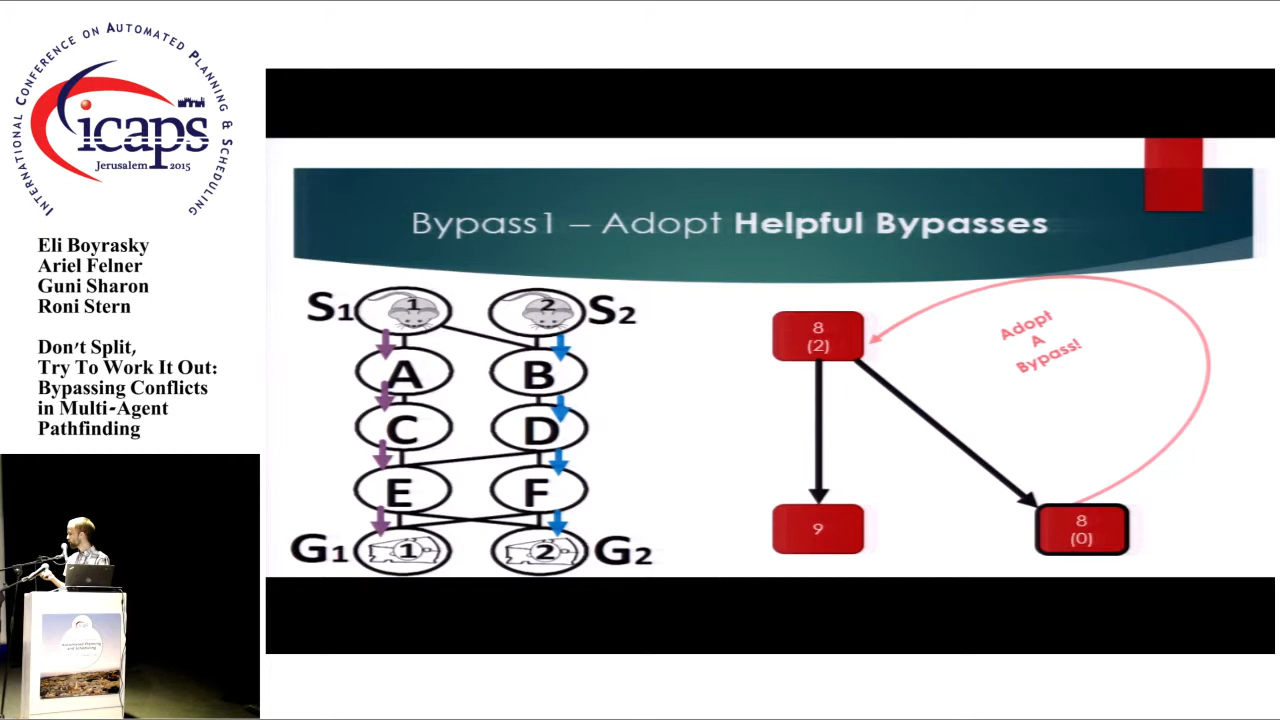 INTERNATIONAL CONFERENCE ON AUTOMATED PLANNING & SCHEDULING
icaps
Jerusalem 2015
Eli Boyrasky
Ariel Felner
Guni Sharon
Roni Stern
Don't Split,
Try To Work It Out:
Bypassing Conflicts
in Multi-Agent
Pathfinding
Bypass1 – Adopt Helpful Bypasses
S1 1 2 S2
A B
C D
E F
G1 1 2 G2
8
(2)
Adopt
A
Bypass!
9
8
(0)